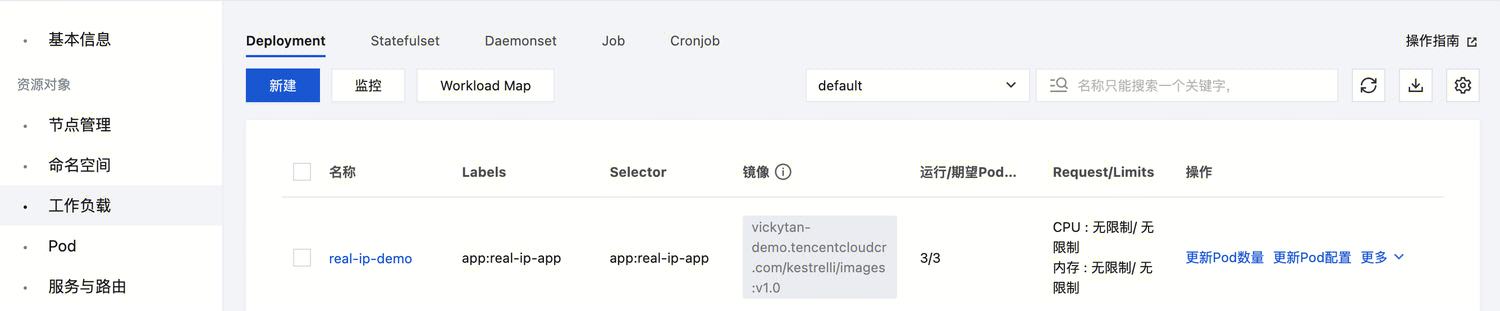 基本信息
资源对象
节点管理
命名空间
工作负载
Pod
服务与路由
Deployment Statefulset Daemonset Job Cronjob 操作指南
新建 监控 Workload Map default 名称只能搜索一个关键字，
名称 Labels Selector 镜像 运行/期望Pod... Request/Limits 操作
real-ip-demo app:real-ip-app app:real-ip-app
vickytan-
demo.tencentcloudcr
.com/kestrelli/images
:v1.0
3/3
CPU : 无限制/ 无
限制
内存 : 无限制/ 无
限制
更新Pod数量 更新Pod配置 更多